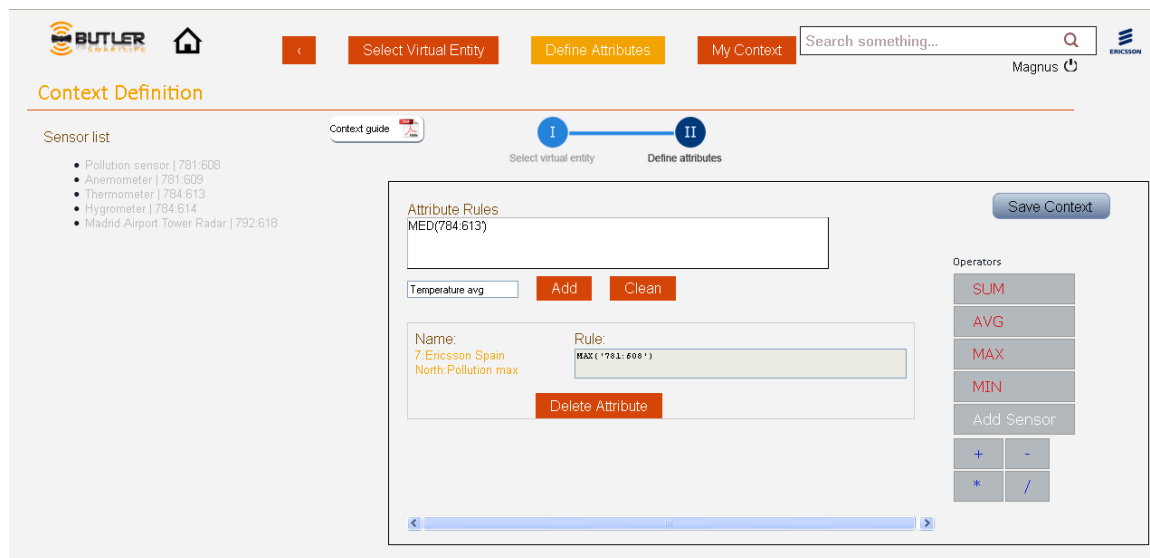 BUTLER
SMARTLIFE
‹
Select Virtual Entity
Define Attributes
My Context
Search something...
ERICSSON
Magnus
Context Definition
Sensor list
Context guide
I
II
Select virtual entity
Define attributes
Pollution sensor | 781:608
Anemometer | 781:609
Thermometer | 784:613
Hygrometer | 784:614
Madrid Airport Tower Radar | 792:618
Attribute Rules
MED(784:613')
Save Context
Temperature avg
Add
Clean
Operators
SUM
AVG
MAX
MIN
Add Sensor
+ -
* /
Name:
7:Ericsson Spain
North:Pollution max
Rule:
MAX('781:608')
Delete Attribute